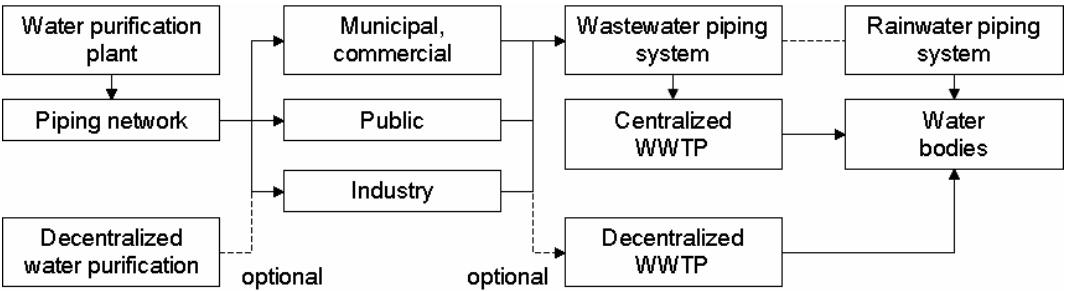 Water purification
plant
Municipal,
commercial
Wastewater piping
system
Rainwater piping
system
Piping network
Public
Centralized
WWTP
Water
bodies
Industry
Decentralized
water purification
optional
optional
Decentralized
WWTP